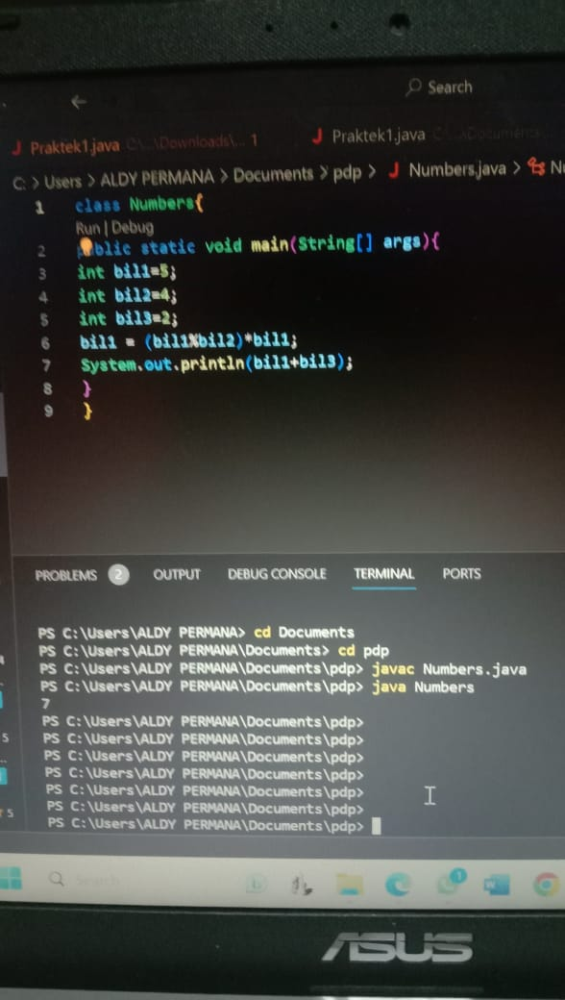 Search
Praktek1.java C:\...\Downloads\... 1
Praktek1.java C:\...\Documents\...
C: > Users > ALDY PERMANA > Documents > pdp > J Numbers.java >
1 class Numbers{
Run | Debug
2 public static void main(String[] args){
3 int bil1=5;
4 int bil2=4;
5 int bil3=2;
6 bil1 = (bil1%bil2)*bil1;
7 System.out.println(bil1+bil3);
8 }
9 }
PROBLEMS 2 OUTPUT DEBUG CONSOLE TERMINAL PORTS
PS C:\Users\ALDY PERMANA> cd Documents
PS C:\Users\ALDY PERMANA\Documents> cd pdp
PS C:\Users\ALDY PERMANA\Documents\pdp> javac Numbers.java
PS C:\Users\ALDY PERMANA\Documents\pdp> java Numbers
7
PS C:\Users\ALDY PERMANA\Documents\pdp>
PS C:\Users\ALDY PERMANA\Documents\pdp>
PS C:\Users\ALDY PERMANA\Documents\pdp>
PS C:\Users\ALDY PERMANA\Documents\pdp>
PS C:\Users\ALDY PERMANA\Documents\pdp>
PS C:\Users\ALDY PERMANA\Documents\pdp>
PS C:\Users\ALDY PERMANA\Documents\pdp>
Search
ASUS